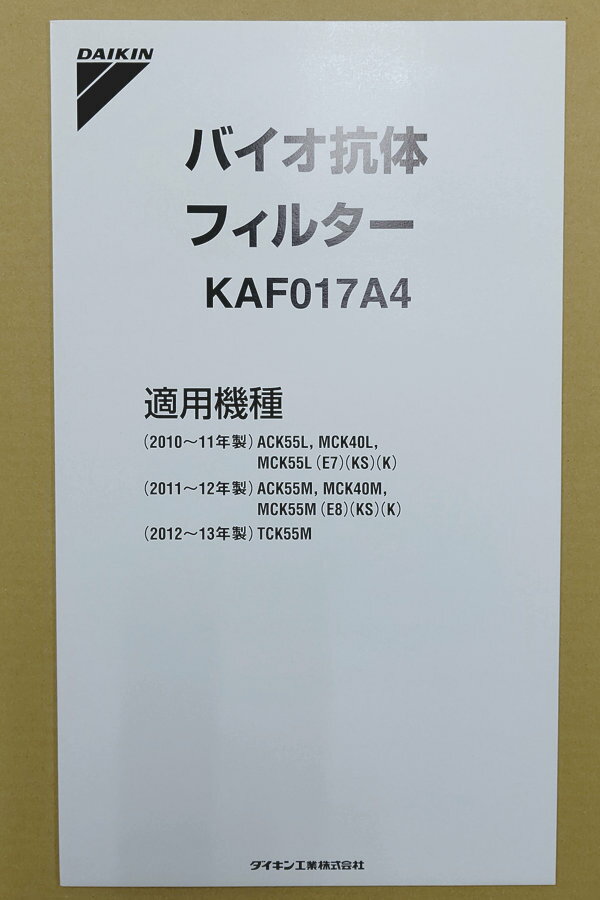 DAIKIN
バイオ抗体
フィルター
KAF017A4
適用機種
(2010～11年製) ACK55L, MCK40L,
MCK55L (E7)(KS)(K)
(2011～12年製) ACK55M, MCK40M,
MCK55M (E8)(KS)(K)
(2012～13年製) TCK55M
ダイキン工業株式会社